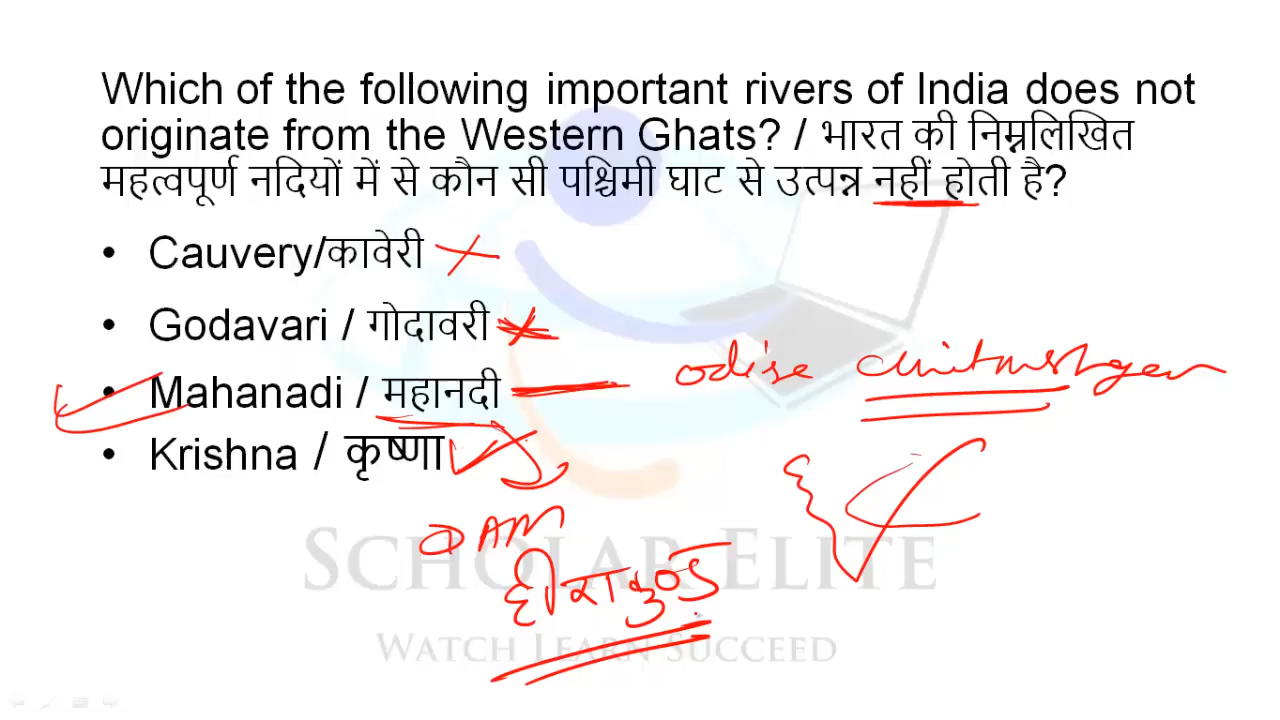 Which of the following important rivers of India does not
originate from the Western Ghats? / भारत की निम्नलिखित
महत्वपूर्ण नदियों में से कौन सी पश्चिमी घाट से उत्पन्न नहीं होती है?
• Cauvery/कावेरी
• Godavari / गोदावरी
• Mahanadi / महानदी
odise
• Krishna / कृष्णा
DAM
हीराकुण्ड
SCHOLAR ELITE
WATCH LEARN SUCCEED